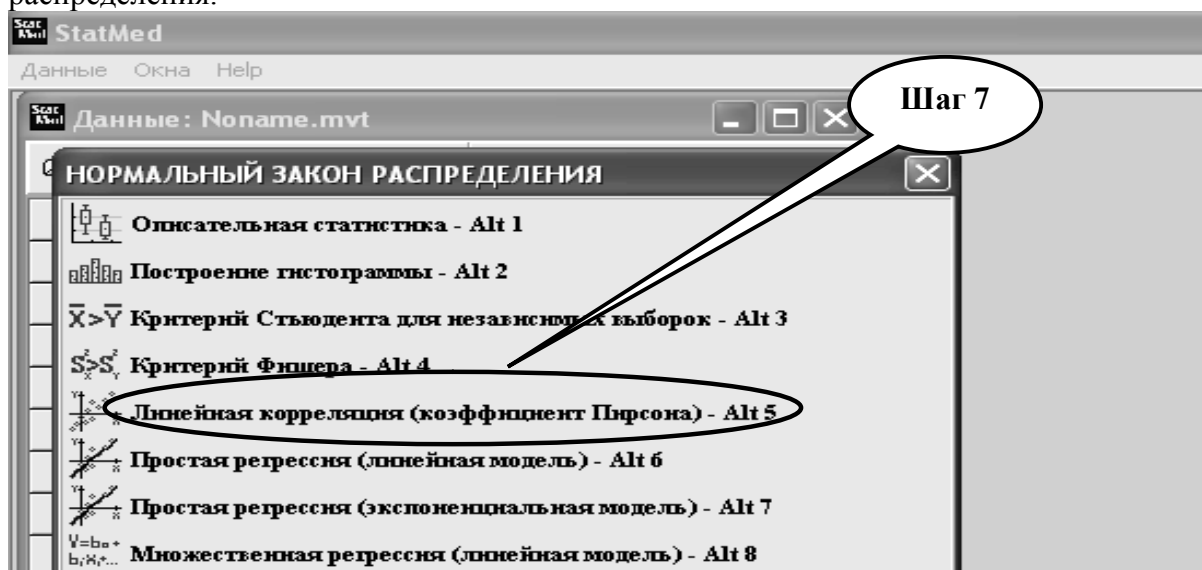 распределения.
StatMed
Данные Окна Help
Шаг 7
Данные: Noname.mvt
НОРМАЛЬНЫЙ ЗАКОН РАСПРЕДЕЛЕНИЯ
Описательная статистика - Alt 1
Построение гистограммы - Alt 2
X>Y Критерий Стьюдента для независимых выборок - Alt 3
Критерий Фишера - Alt 4
Линейная корреляция (коэффициент Пирсона) - Alt 5
Простая регрессия (линейная модель) - Alt 6
Простая регрессия (экспоненциальная модель) - Alt 7
Множественная регрессия (линейная модель) - Alt 8